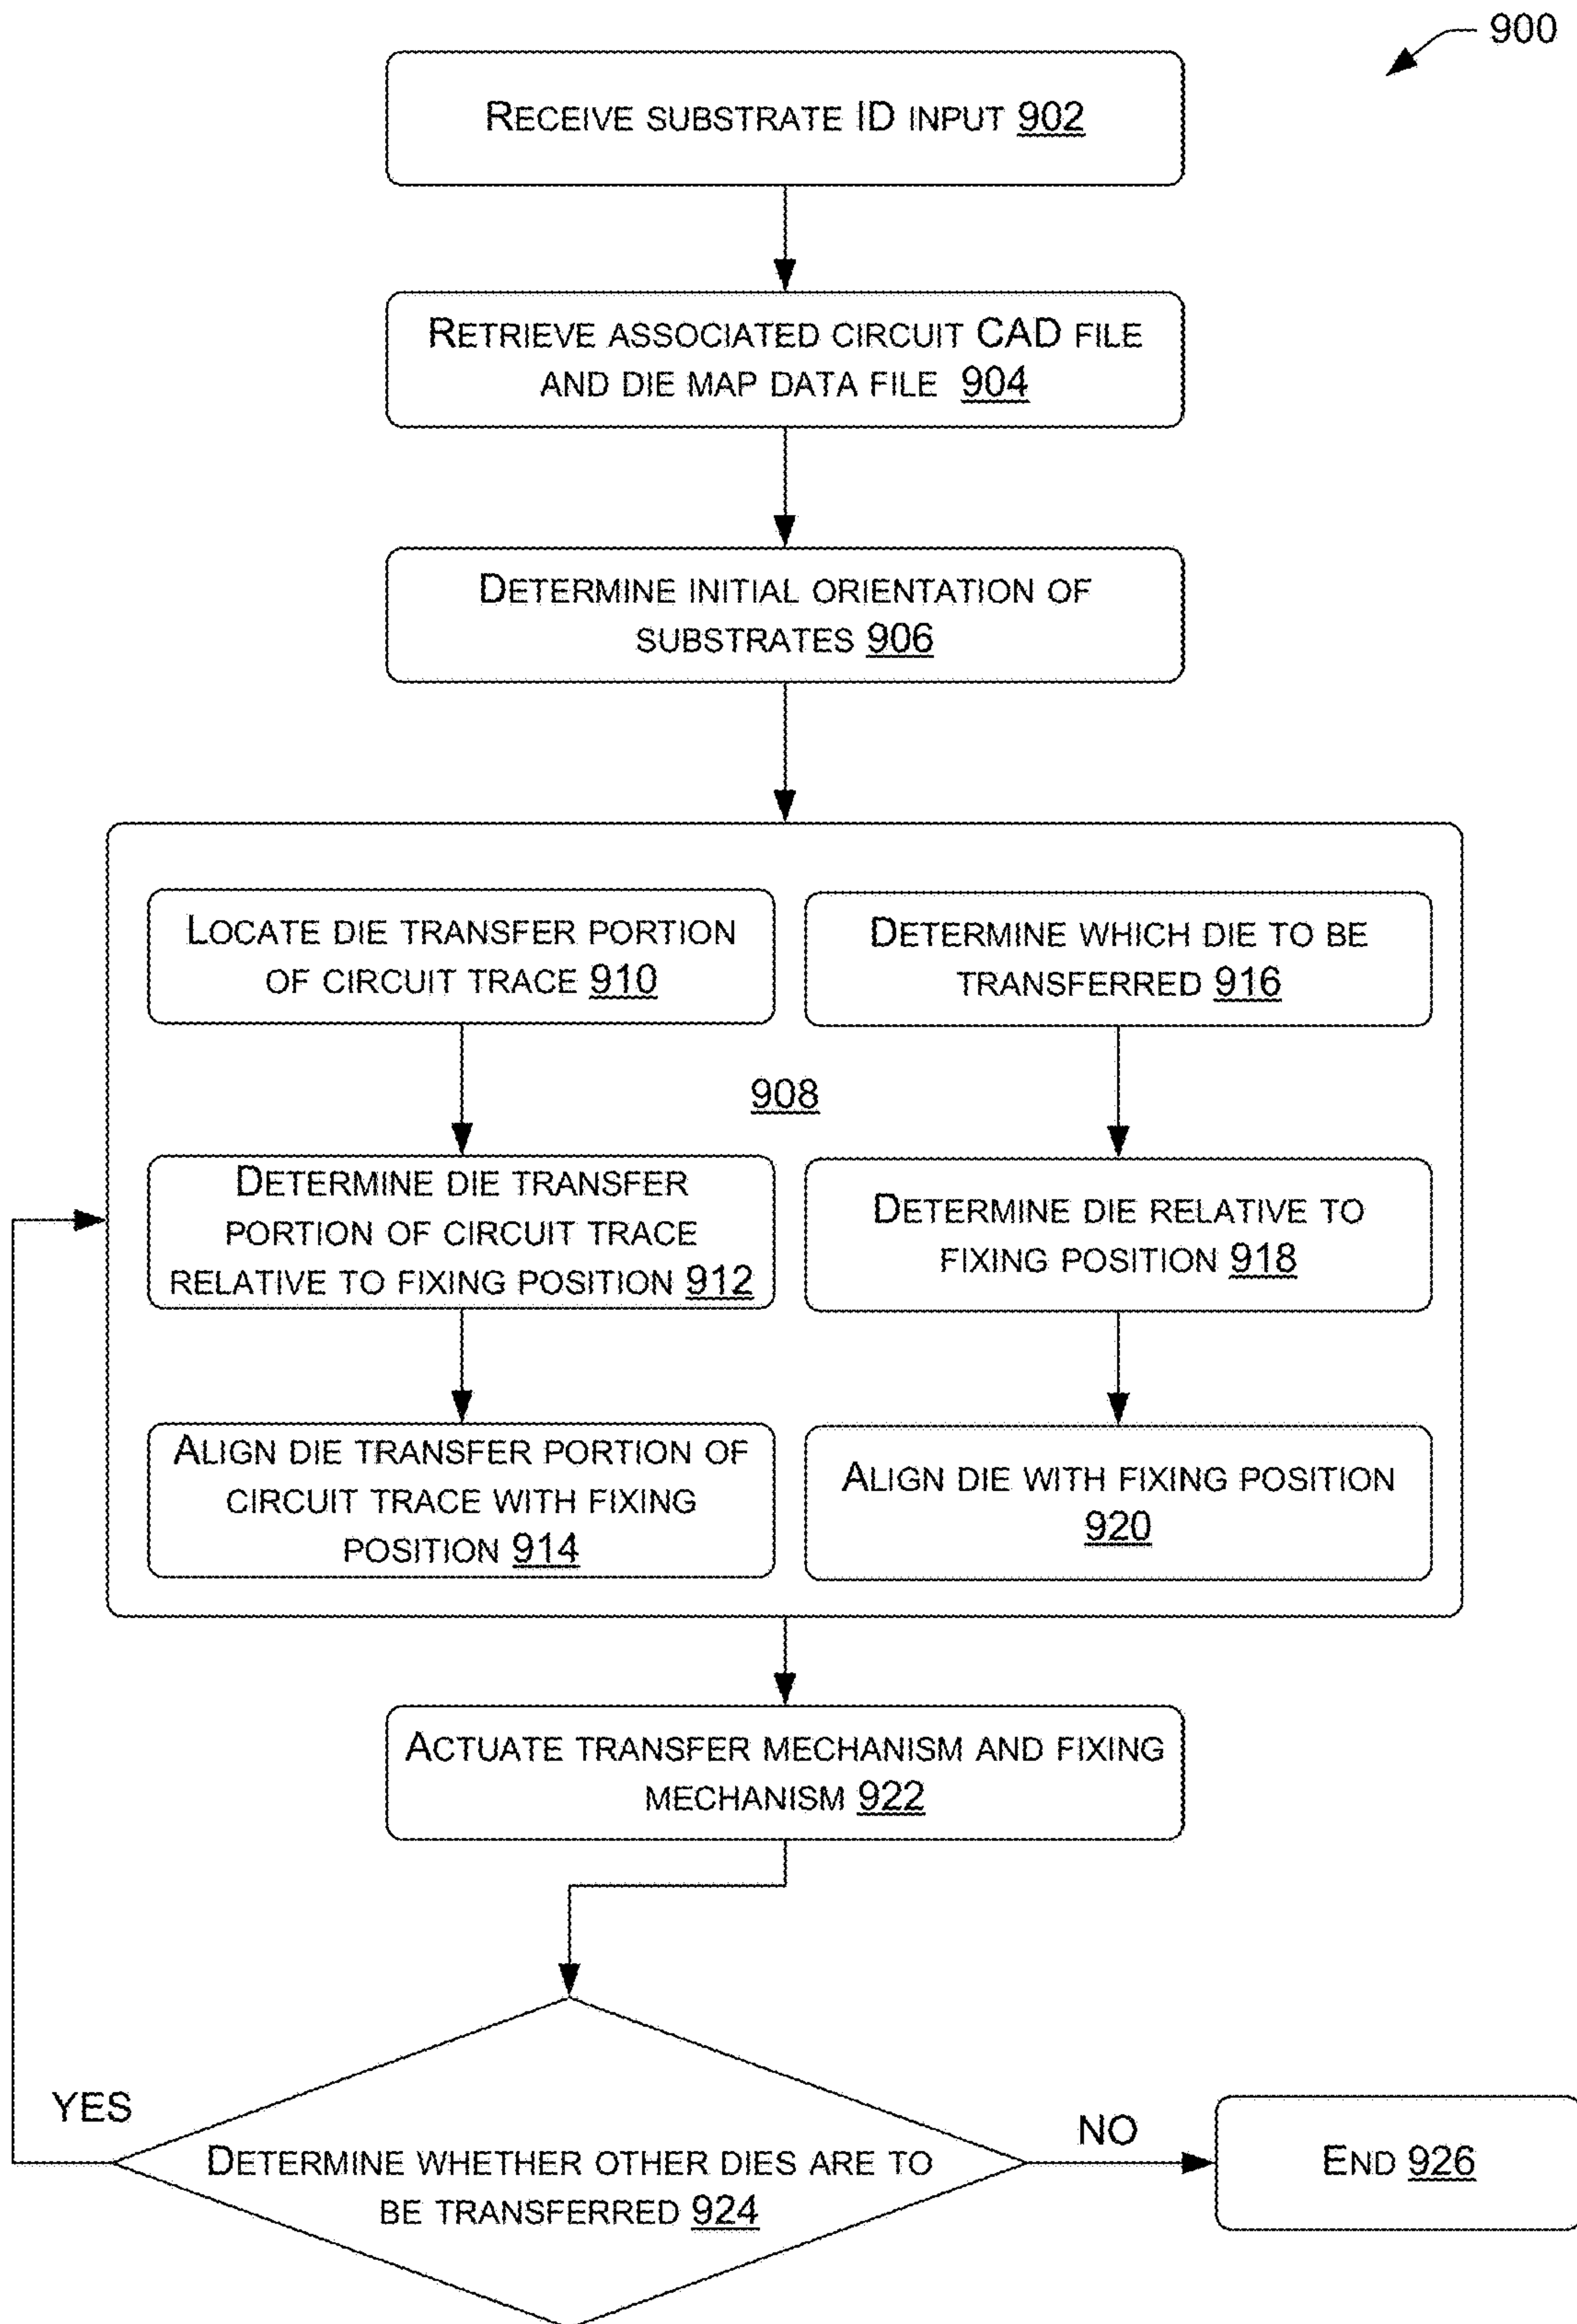 900
RECEIVE SUBSTRATE ID INPUT 902
RETRIEVE ASSOCIATED CIRCUIT CAD FILE
AND DIE MAP DATA FILE 904
DETERMINE INITIAL ORIENTATION OF
SUBSTRATES 906
LOCATE DIE TRANSFER PORTION
OF CIRCUIT TRACE 910
DETERMINE WHICH DIE TO BE
TRANSFERRED 916
908
DETERMINE DIE TRANSFER
PORTION OF CIRCUIT TRACE
RELATIVE TO FIXING POSITION 912
DETERMINE DIE RELATIVE TO
FIXING POSITION 918
ALIGN DIE TRANSFER PORTION OF
CIRCUIT TRACE WITH FIXING
POSITION 914
ALIGN DIE WITH FIXING POSITION
920
ACTUATE TRANSFER MECHANISM AND FIXING
MECHANISM 922
YES
DETERMINE WHETHER OTHER DIES ARE TO
BE TRANSFERRED 924
NO
END 926